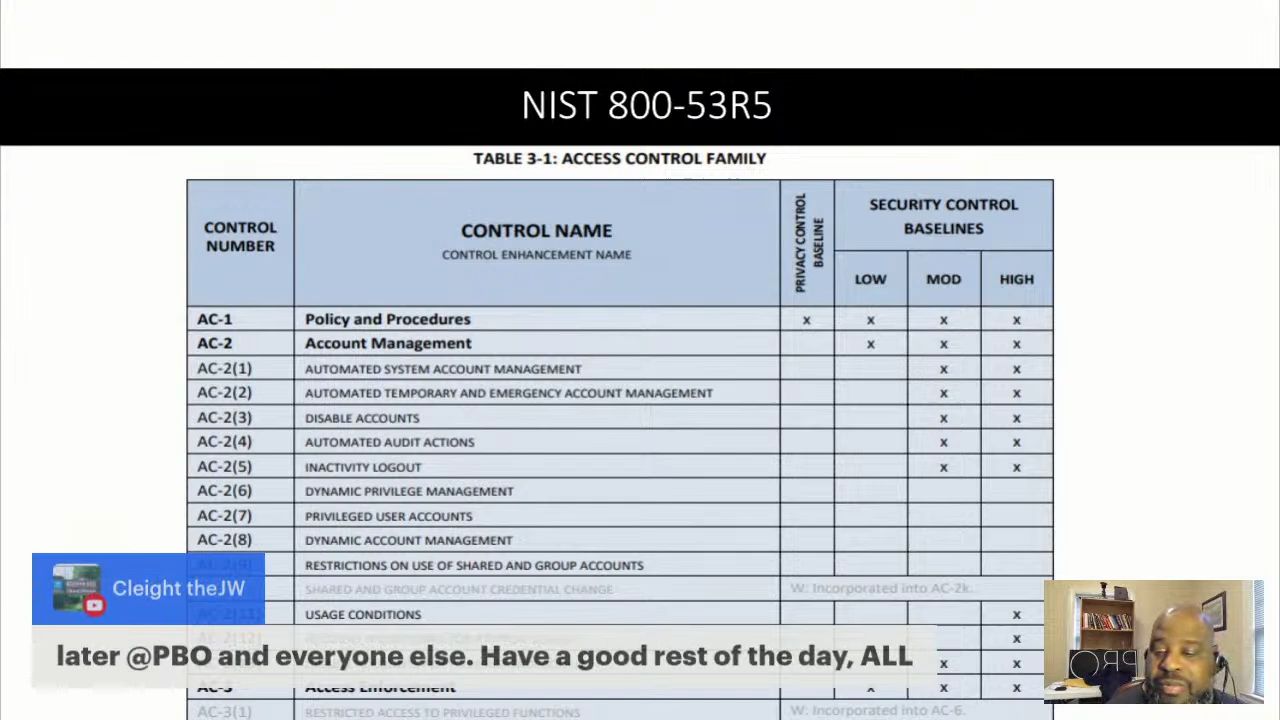 NIST 800-53R5
TABLE 3-1: ACCESS CONTROL FAMILY
CONTROL NUMBER
CONTROL NAME
CONTROL ENHANCEMENT NAME
PRIVACY CONTROL BASELINE
SECURITY CONTROL BASELINES
LOW MOD HIGH
AC-1 Policy and Procedures x x x x
AC-2 Account Management x x x
AC-2(1) AUTOMATED SYSTEM ACCOUNT MANAGEMENT x x
AC-2(2) AUTOMATED TEMPORARY AND EMERGENCY ACCOUNT MANAGEMENT x x
AC-2(3) DISABLE ACCOUNTS x x
AC-2(4) AUTOMATED AUDIT ACTIONS x x
AC-2(5) INACTIVITY LOGOUT x x
AC-2(6) DYNAMIC PRIVILEGE MANAGEMENT
AC-2(7) PRIVILEGED USER ACCOUNTS
AC-2(8) DYNAMIC ACCOUNT MANAGEMENT
RESTRICTIONS ON USE OF SHARED AND GROUP ACCOUNTS
SHARED AND GROUP ACCOUNT CREDENTIAL CHANGE W: Incorporated into AC-2k.
Cleight theJW
USAGE CONDITIONS x
x
later @PBO and everyone else. Have a good rest of the day, ALL
x x
AC-3 Access Enforcement x x x
AC-3(1) RESTRICTED ACCESS TO PRIVILEGED FUNCTIONS W: Incorporated into AC-6.